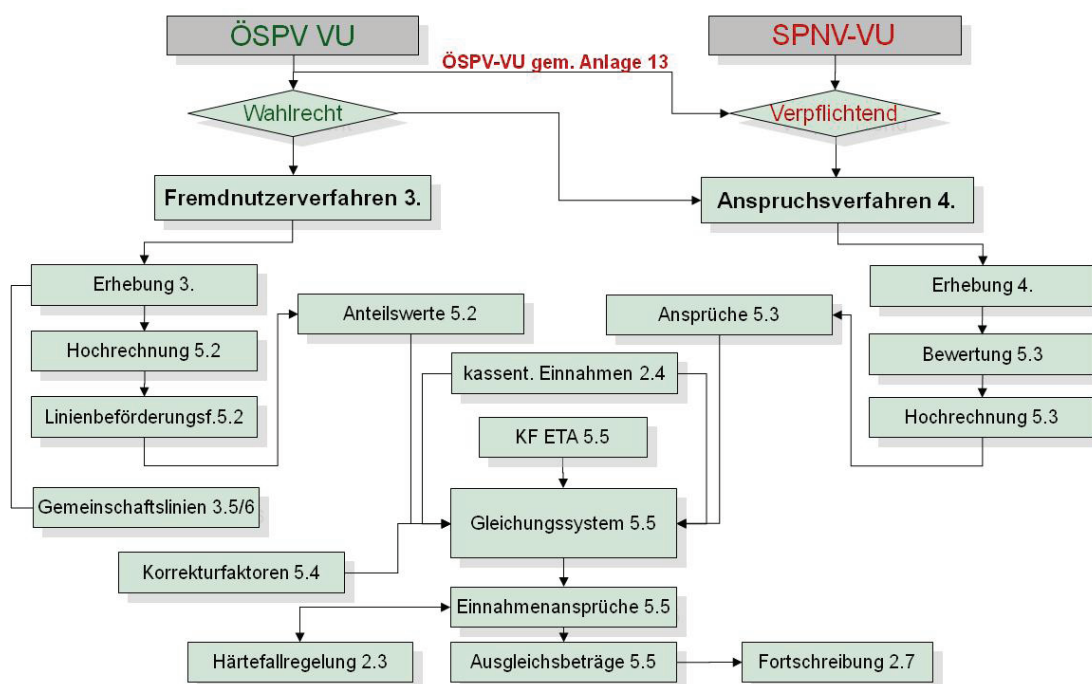 ÖSPV VU
SPNV-VU
ÖSPV-VU gem. Anlage 13
Wahlrecht
Verpflichtend
Fremdnutzerverfahren 3.
Anspruchsverfahren 4.
Erhebung 3.
Erhebung 4.
Anteilswerte 5.2
Ansprüche 5.3
Hochrechnung 5.2
Bewertung 5.3
kassent. Einnahmen 2.4
Linienbeförderungsf.5.2
Hochrechnung 5.3
KF ETA 5.5
Gemeinschaftslinien 3.5/6
Gleichungssystem 5.5
Korrekturfaktoren 5.4
Einnahmenansprüche 5.5
Härtefallregelung 2.3
Ausgleichsbeträge 5.5
Fortschreibung 2.7